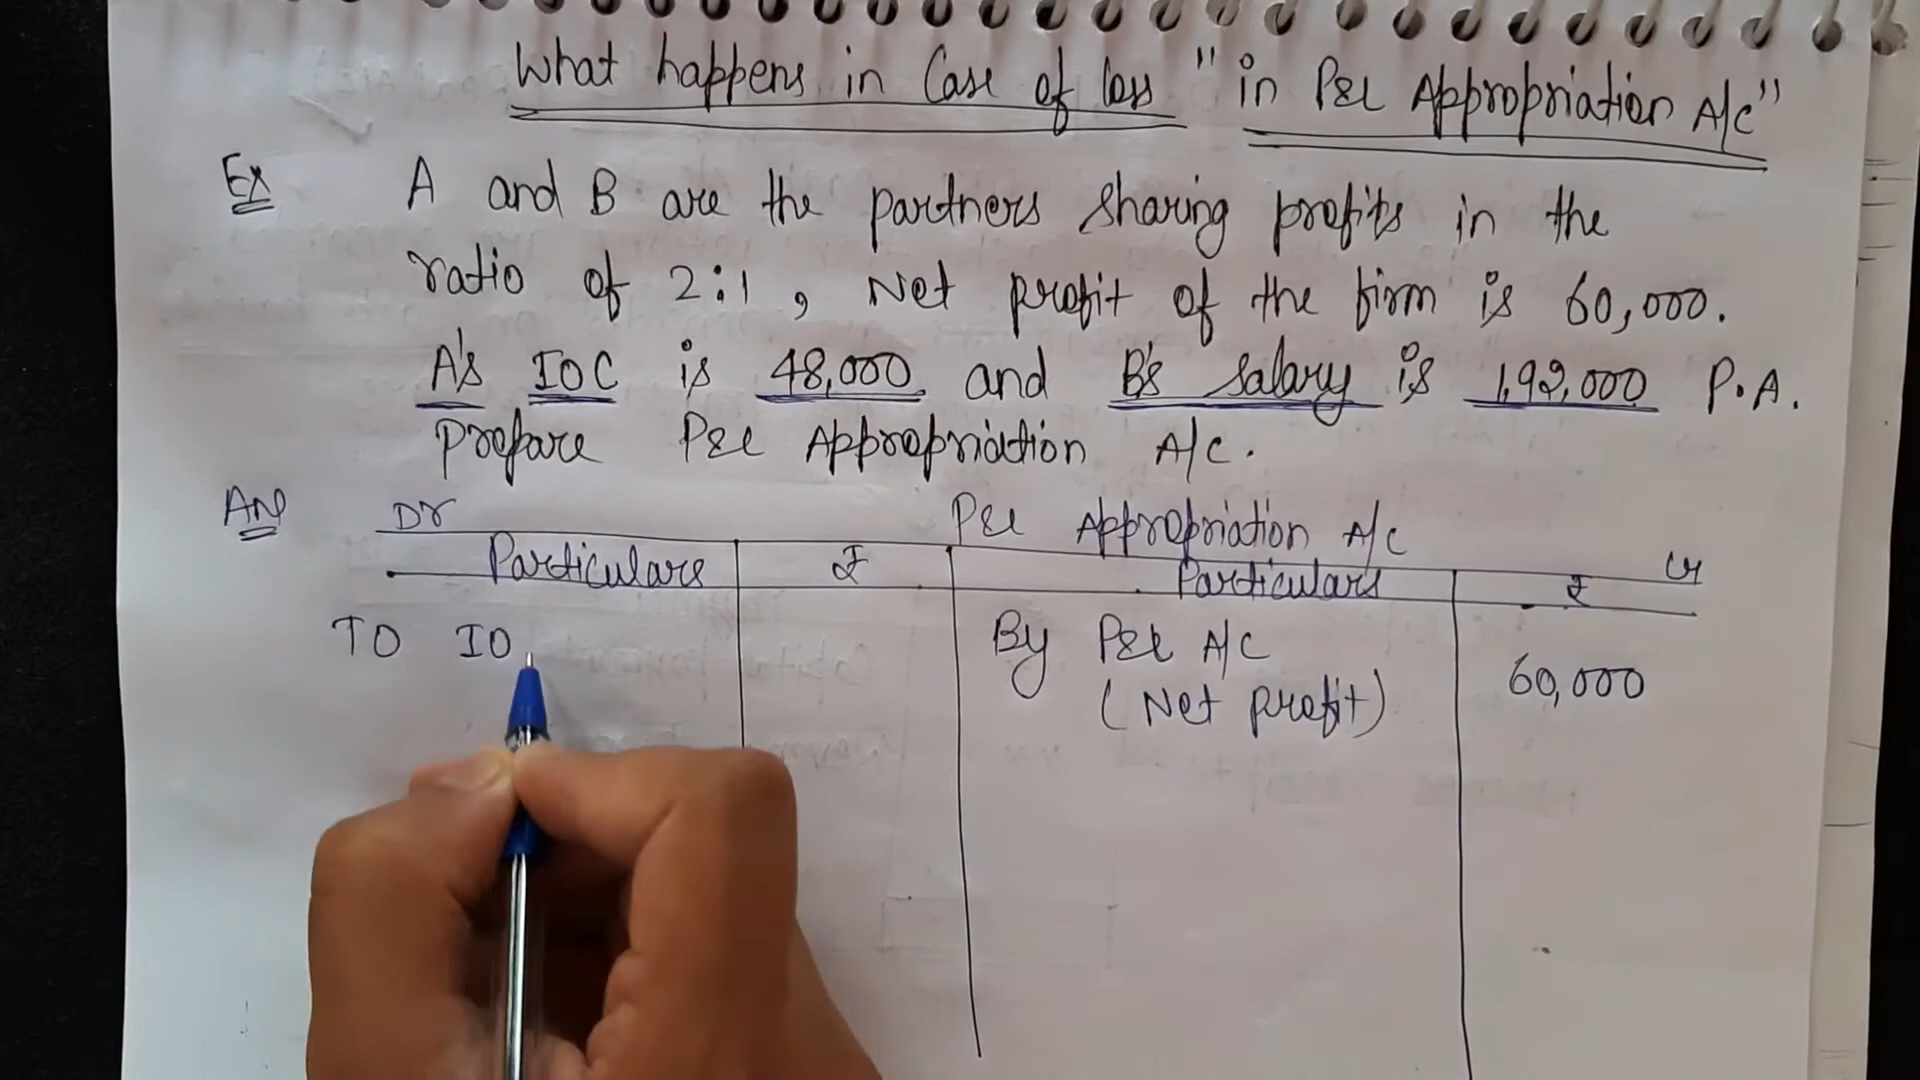 What happens in Case of loss "in P&L Appropriation A/c"
Ex A and B are the partners sharing profits in the
ratio of 2:1, Net profit of the firm is 60,000.
A's IOC is 48,000 and B's salary is 1,92,000 P.A.
prepare P&L Appropriation A/c.
Ans Dr P&L Appropriation A/c Cr
Particulars ₹ Particulars ₹
TO IO By P&L A/C 60,000
(Net profit)